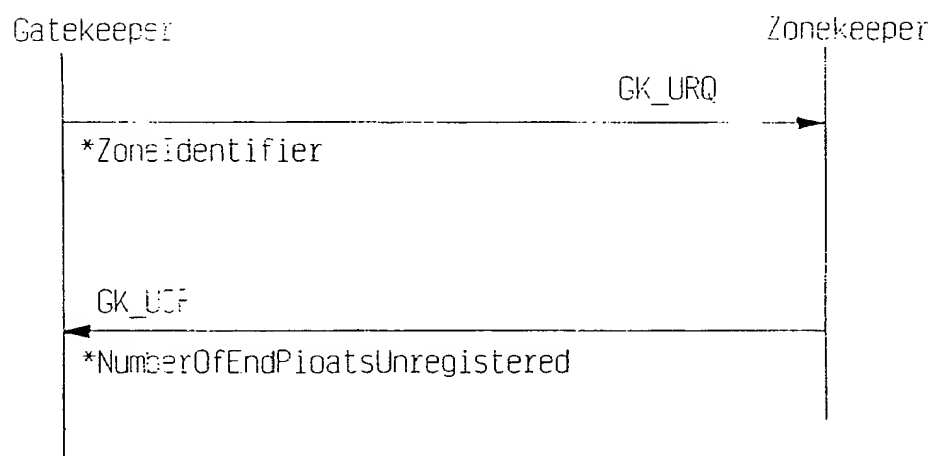 Gatekeeper
Zonekeeper
GK_URQ
*ZoneIdentifier
GK_UCF
*NumberOfEndPioatsUnregistered